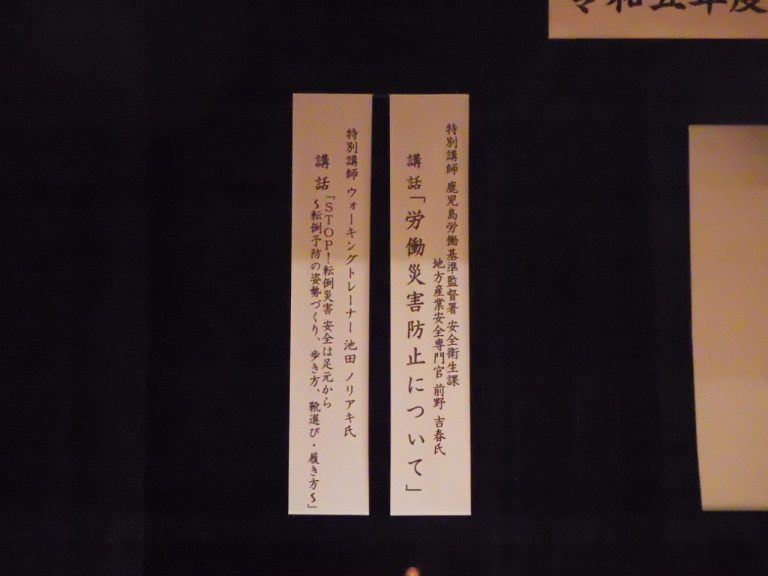 令和五年度
特別講師 鹿児島労働基準監督署 安全衛生課
地方産業安全専門官 前野 吉春氏
講話「労働災害防止について」
特別講師 ウォーキングトレーナー 池田 ノリアキ氏
講話「STOP!転倒災害 安全は足元から
〜転倒予防の姿勢づくり、歩き方、靴選び・履き方〜」